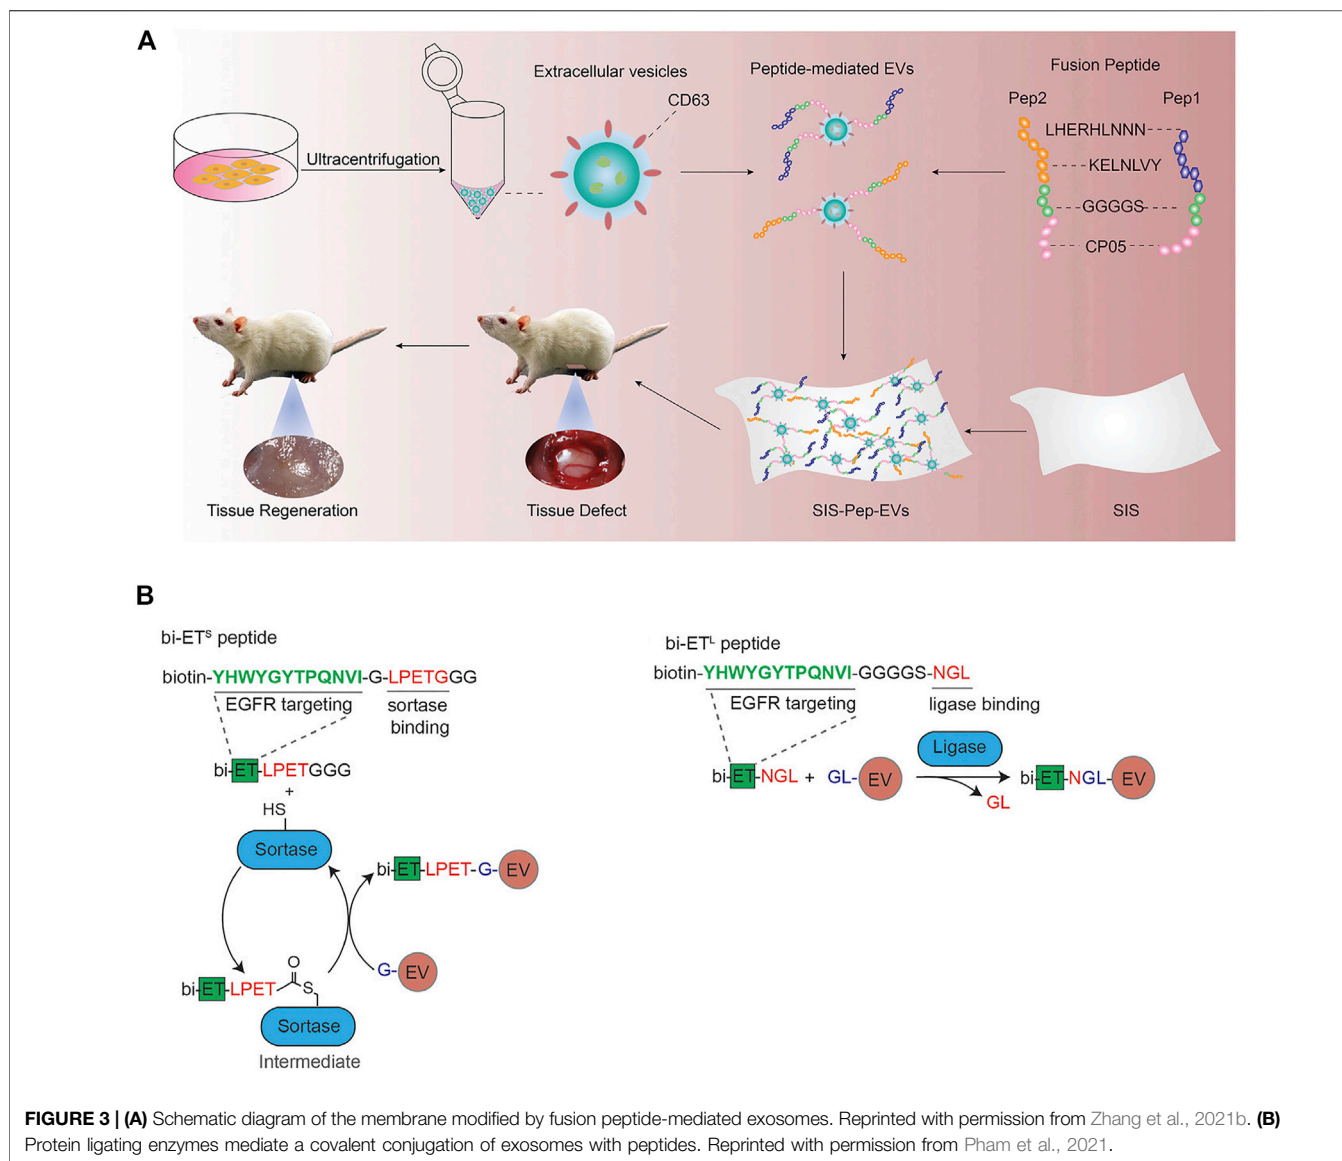 A
Extracellular vesicles
CD63
Peptide-mediated EVs
Fusion Peptide
Pep2
Pep1
LHERHLNNN
KELNLVY
GGGGS
CP05
Ultracentrifugation
Tissue Regeneration
Tissue Defect
SIS-Pep-EVs
SIS
B
bi-ETS peptide
biotin-YHWYGYTPQNVI-G-LPETGGG
EGFR targeting
sortase
binding
bi-ET-LPETGGG
+
HS
Sortase
bi-ET-LPET-G-EV
G-EV
bi-ET-LPET
O
S
Sortase
Intermediate
bi-ETL peptide
biotin-YHWYGYTPQNVI-GGGGS-NGL
EGFR targeting
ligase binding
Ligase
bi-ET-NGL + GL-EV
bi-ET-NGL-EV
GL
FIGURE 3 | (A) Schematic diagram of the membrane modified by fusion peptide-mediated exosomes. Reprinted with permission from Zhang et al., 2021b. (B)
Protein ligating enzymes mediate a covalent conjugation of exosomes with peptides. Reprinted with permission from Pham et al., 2021.